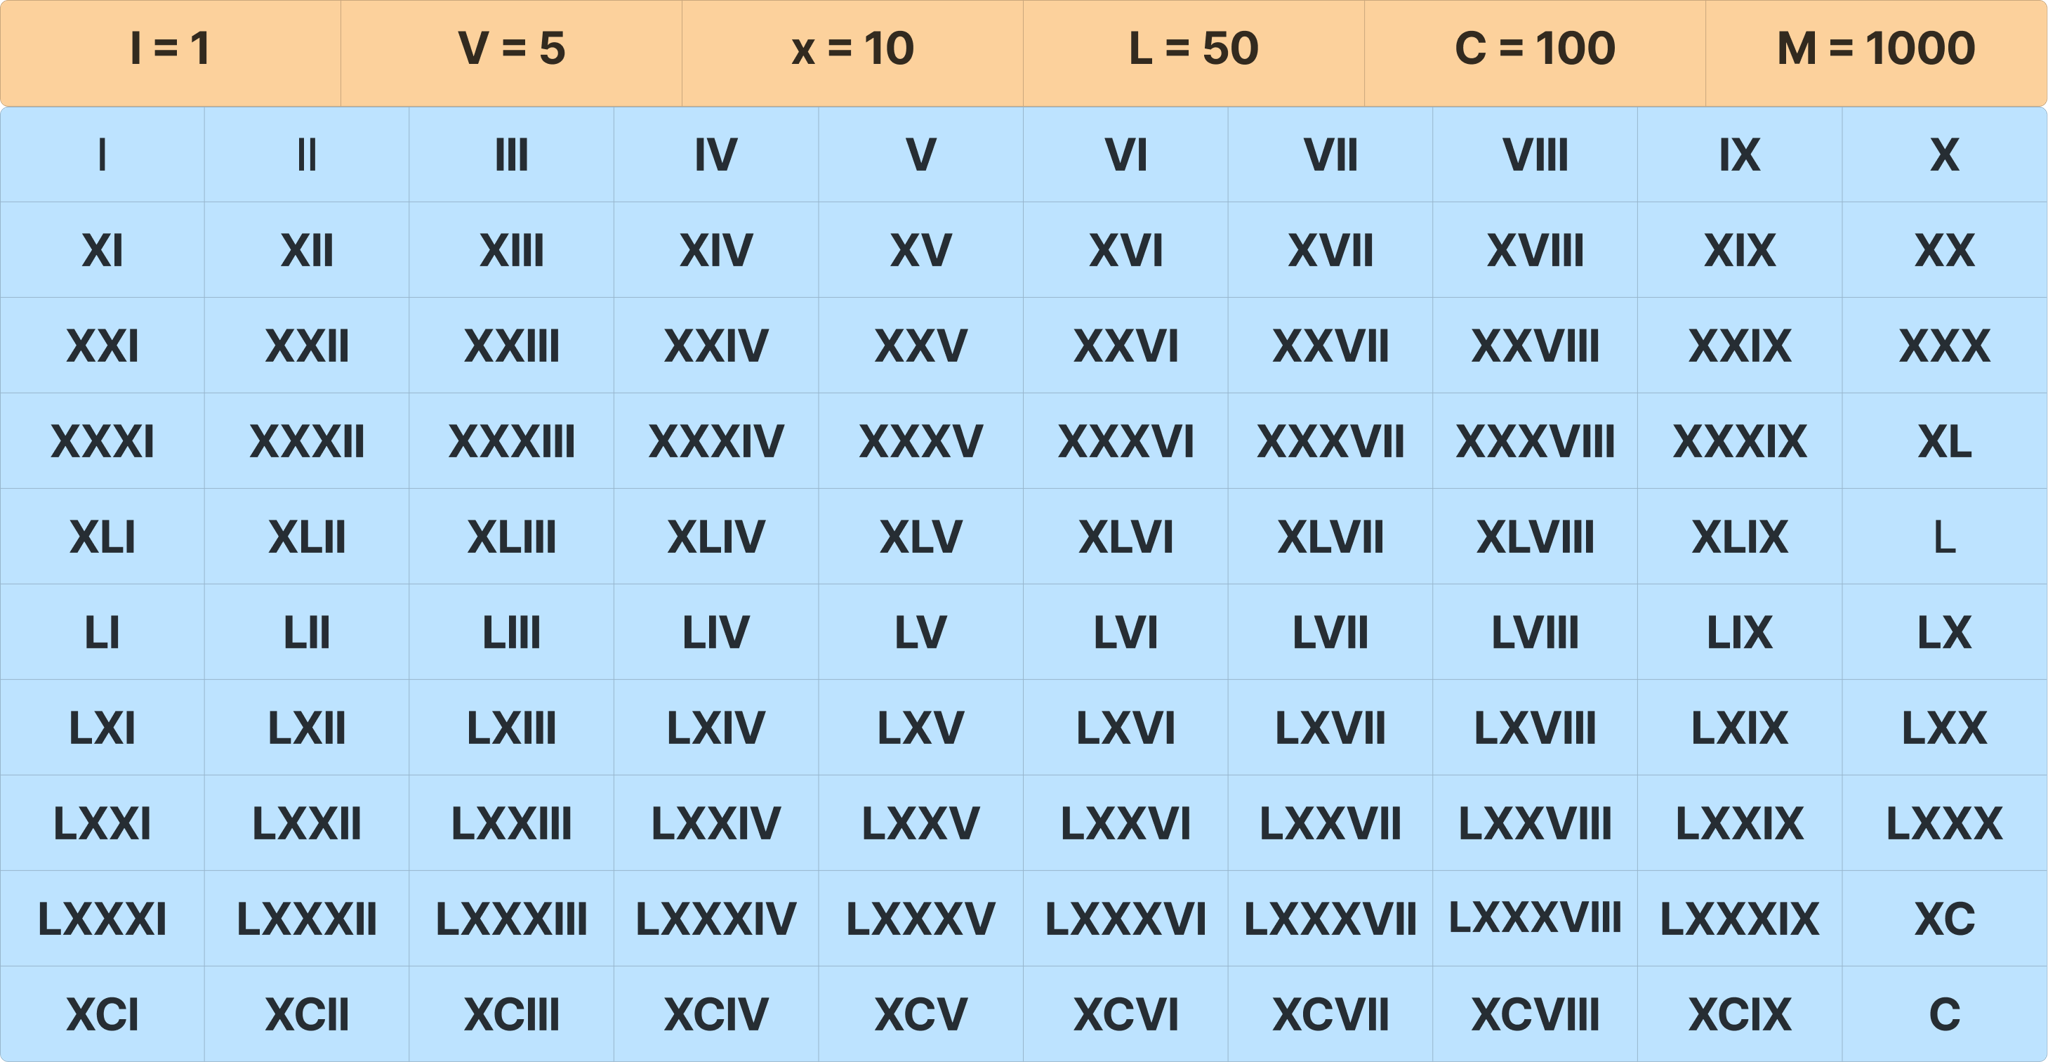 I = 1 V = 5 x = 10 L = 50 C = 100 M = 1000
I II III IV V VI VII VIII IX X
XI XII XIII XIV XV XVI XVII XVIII XIX XX
XXI XXII XXIII XXIV XXV XXVI XXVII XXVIII XXIX XXX
XXXI XXXII XXXIII XXXIV XXXV XXXVI XXXVII XXXVIII XXXIX XL
XLI XLII XLIII XLIV XLV XLVI XLVII XLVIII XLIX L
LI LII LIII LIV LV LVI LVII LVIII LIX LX
LXI LXII LXIII LXIV LXV LXVI LXVII LXVIII LXIX LXX
LXXI LXXII LXXIII LXXIV LXXV LXXVI LXXVII LXXVIII LXXIX LXXX
LXXXI LXXXII LXXXIII LXXXIV LXXXV LXXXVI LXXXVII LXXXVIII LXXXIX XC
XCI XCII XCIII XCIV XCV XCVI XCVII XCVIII XCIX C